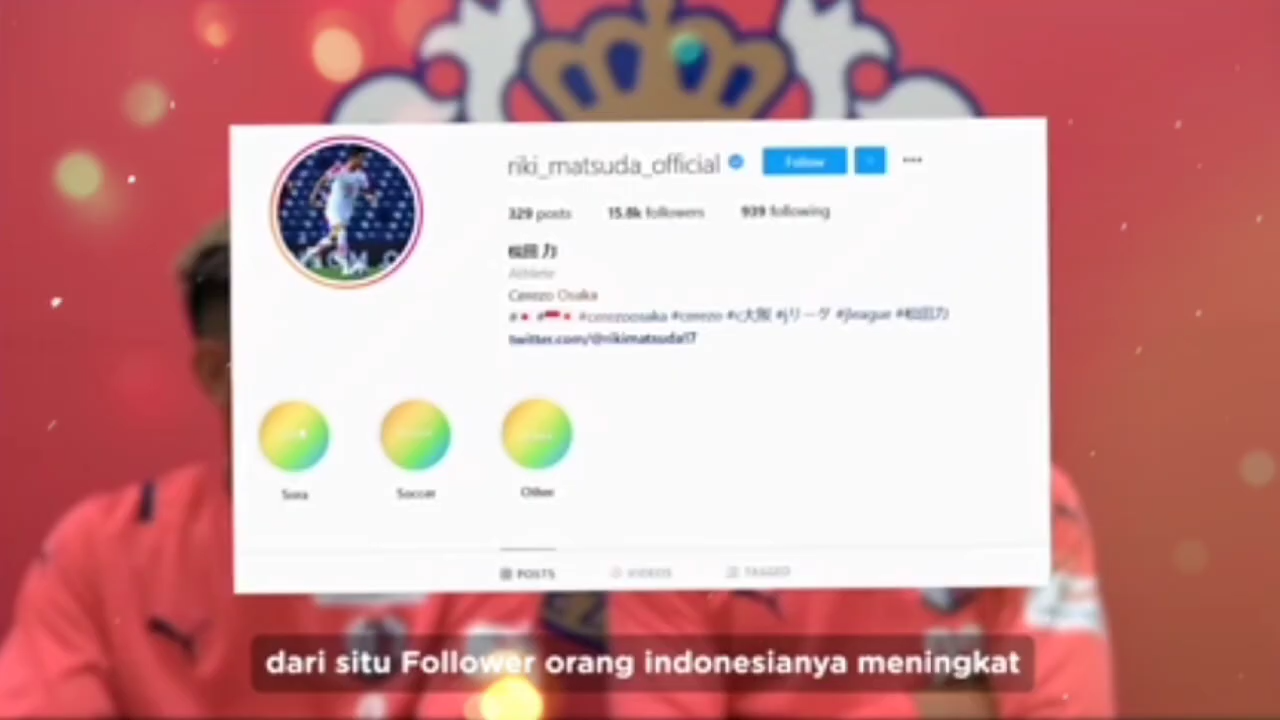 riki_matsuda_official Follow
329 posts 15.8k followers 939 following
松田 力
Athlete
Cerezo Osaka
#🇯🇵 #🇮🇩🇯🇵 #cerezoosaka #cerezo #c大阪 #jリーグ #jleague #松田力
twitter.com/@rikimatsuda17
Sora Soccer Other
POSTS VIDEOS TAGGED
dari situ Follower orang indonesianya meningkat